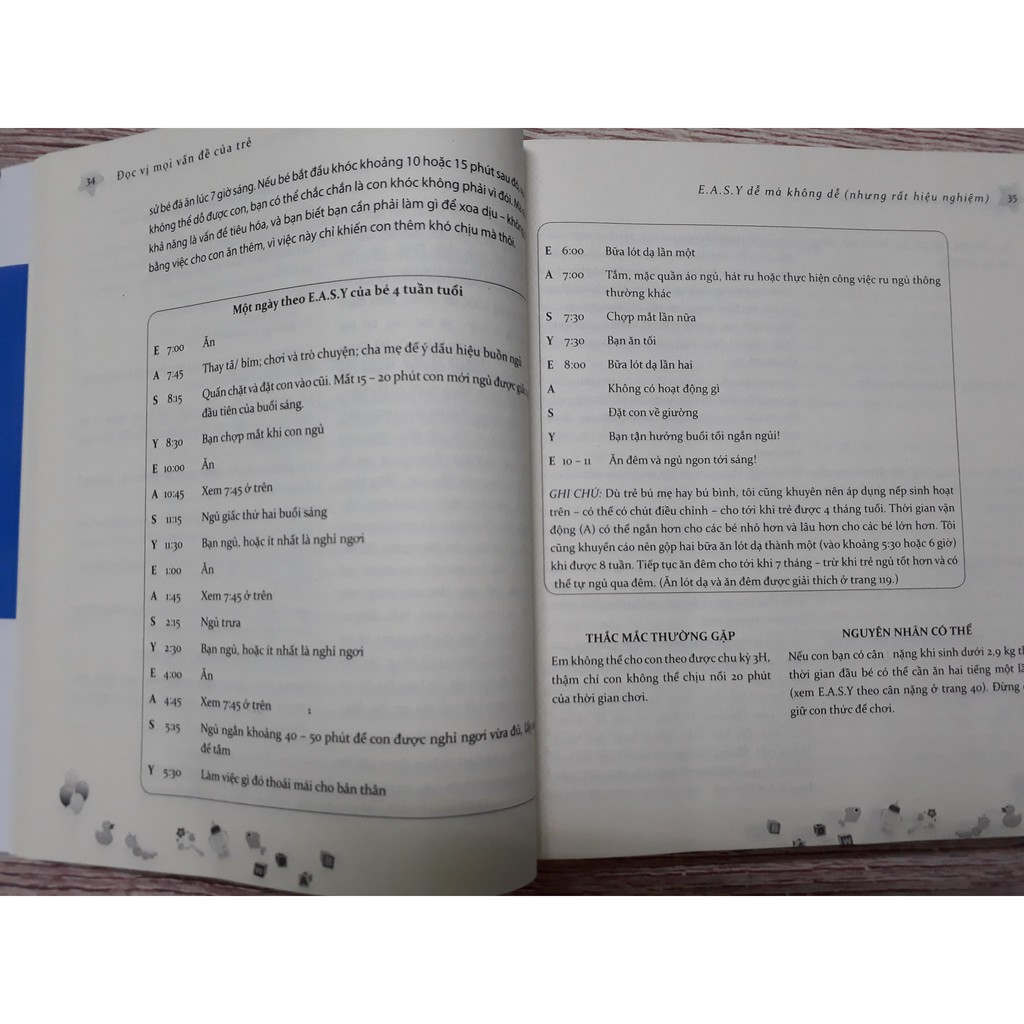 34 Đọc vị mọi vấn đề của trẻ
sử bé đã ăn lúc 7 giờ sáng. Nếu bé bắt đầu khóc khoảng 10 hoặc 15 phút sau đó
không thể dỗ được con, bạn có thể chắc chắn là con khóc không phải vì đói.
khả năng là vấn đề tiêu hóa, và bạn biết bạn cần phải làm gì để xoa dịu – không
bằng việc cho con ăn thêm, vì việc này chỉ khiến con thêm khó chịu mà thôi.
Một ngày theo E.A.S.Y của bé 4 tuần tuổi
E 7:00 Ăn
A 7:45 Thay tã/ bỉm; chơi và trò chuyện; cha mẹ để ý dấu hiệu buồn ngủ
S 8:15 Quấn chặt và đặt con vào cũi. Mất 15 – 20 phút con mới ngủ được
đầu tiên của buổi sáng.
Y 8:30 Bạn chợp mắt khi con ngủ
E 10:00 Ăn
A 10:45 Xem 7:45 ở trên
S 11:15 Ngủ giấc thứ hai buổi sáng
Y 11:30 Bạn ngủ, hoặc ít nhất là nghỉ ngơi
E 1:00 Ăn
A 1:45 Xem 7:45 ở trên
S 2:15 Ngủ trưa
Y 2:30 Bạn ngủ, hoặc ít nhất là nghỉ ngơi
E 4:00 Ăn
A 4:45 Xem 7:45 ở trên
S 5:15 Ngủ ngắn khoảng 40 – 50 phút để con được nghỉ ngơi vừa đủ,
để tắm
Y 5:30 Làm việc gì đó thoải mái cho bản thân
E.A.S.Y dễ mà không dễ (nhưng rất hiệu nghiệm) 35
E 6:00 Bữa lót dạ lần một
A 7:00 Tắm, mặc quần áo ngủ, hát ru hoặc thực hiện công việc ru ngủ thông
thường khác
S 7:30 Chợp mắt lần nữa
Y 7:30 Bạn ăn tối
E 8:00 Bữa lót dạ lần hai
A Không có hoạt động gì
S Đặt con về giường
Y Bạn tận hưởng buổi tối ngắn ngủi!
E 10 – 11 Ăn đêm và ngủ ngon tới sáng!
GHI CHÚ: Dù trẻ bú mẹ hay bú bình, tôi cũng khuyên nên áp dụng nếp sinh hoạt
trên – có thể có chút điều chỉnh – cho tới khi trẻ được 4 tháng tuổi. Thời gian vận
động (A) có thể ngắn hơn cho các bé nhỏ hơn và lâu hơn cho các bé lớn hơn. Tôi
cũng khuyến cáo nên gộp hai bữa ăn lót dạ thành một (vào khoảng 5:30 hoặc 6 giờ)
khi được 8 tuần. Tiếp tục ăn đêm cho tới khi 7 tháng – trừ khi trẻ ngủ tốt hơn và có
thể tự ngủ qua đêm. (Ăn lót dạ và ăn đêm được giải thích ở trang 119.)
THẮC MẮC THƯỜNG GẶP
Em không thể cho con theo được chu kỳ 3H,
thậm chí con không thể chịu nổi 20 phút
của thời gian chơi.
NGUYÊN NHÂN CÓ THỂ
Nếu con bạn có cân nặng khi sinh dưới 2,9 kg
thời gian đầu bé có thể cần ăn hai tiếng một
(xem E.A.S.Y theo cân nặng ở trang 40). Đừng
giữ con thức để chơi.